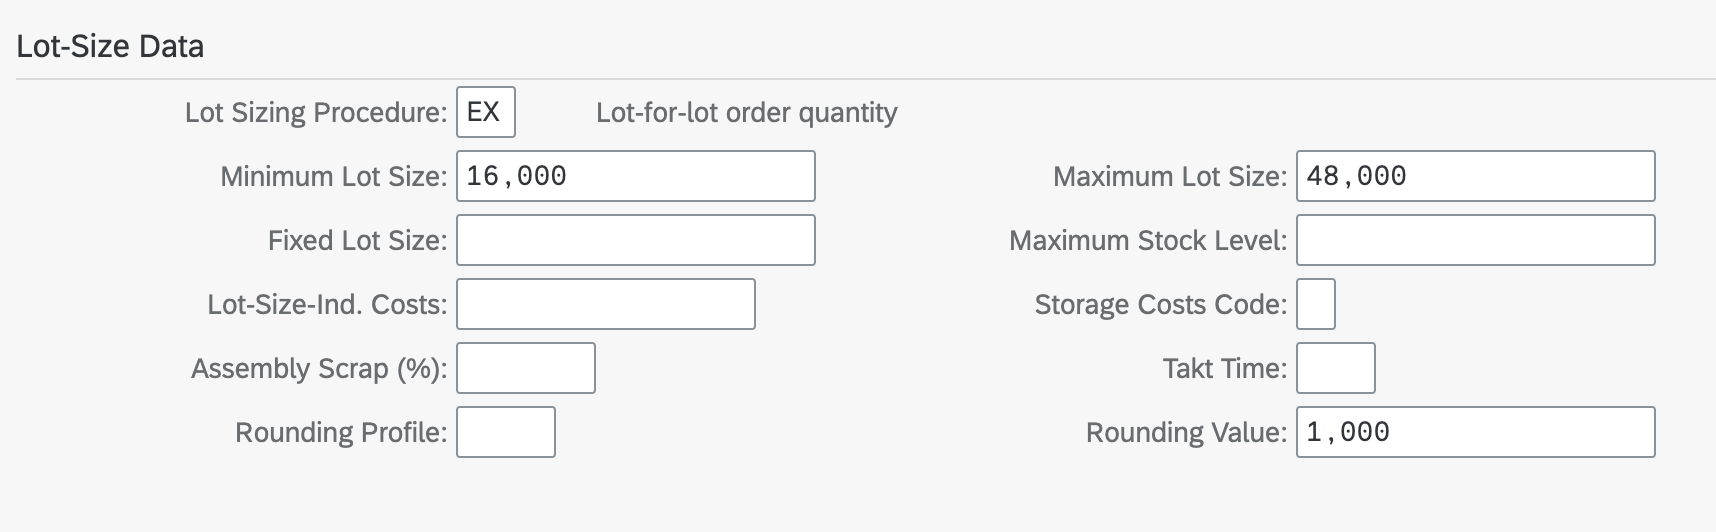 Lot-Size Data
Lot Sizing Procedure: EX Lot-for-lot order quantity
Minimum Lot Size: 16,000 Maximum Lot Size: 48,000
Fixed Lot Size: Maximum Stock Level:
Lot-Size-Ind. Costs: Storage Costs Code:
Assembly Scrap (%): Takt Time:
Rounding Profile: Rounding Value: 1,000